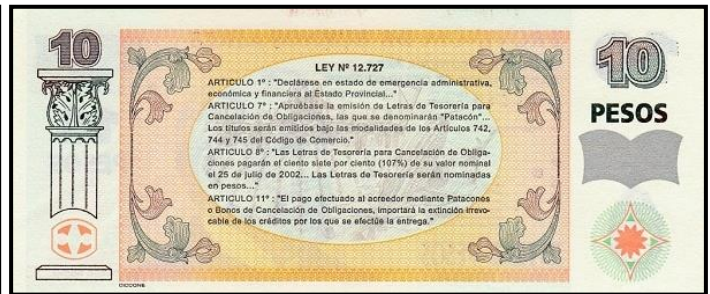 10
LEY Nº 12.727
ARTICULO 1º : "Declárese en estado de emergencia administrativa,
económica y financiera al Estado Provincial..."
ARTICULO 7º : "Apruébase la emisión de Letras de Tesorería para
Cancelación de Obligaciones, las que se denominarán "Patacón"...
Los títulos serán emitidos bajo las modalidades de los Artículos 742,
744 y 745 del Código de Comercio."
ARTICULO 8º : "Las Letras de Tesorería para Cancelación de Obliga-
ciones pagarán el ciento siete por ciento (107%) de su valor nominal
el 25 de julio de 2002... Las Letras de Tesorería serán nominadas
en pesos..."
ARTICULO 11º : "El pago efectuado al acreedor mediante Patacones
o Bonos de Cancelación de Obligaciones, importará la extinción irrevo-
cable de los créditos por los que se efectúe la entrega."
CICCONE
10
PESOS